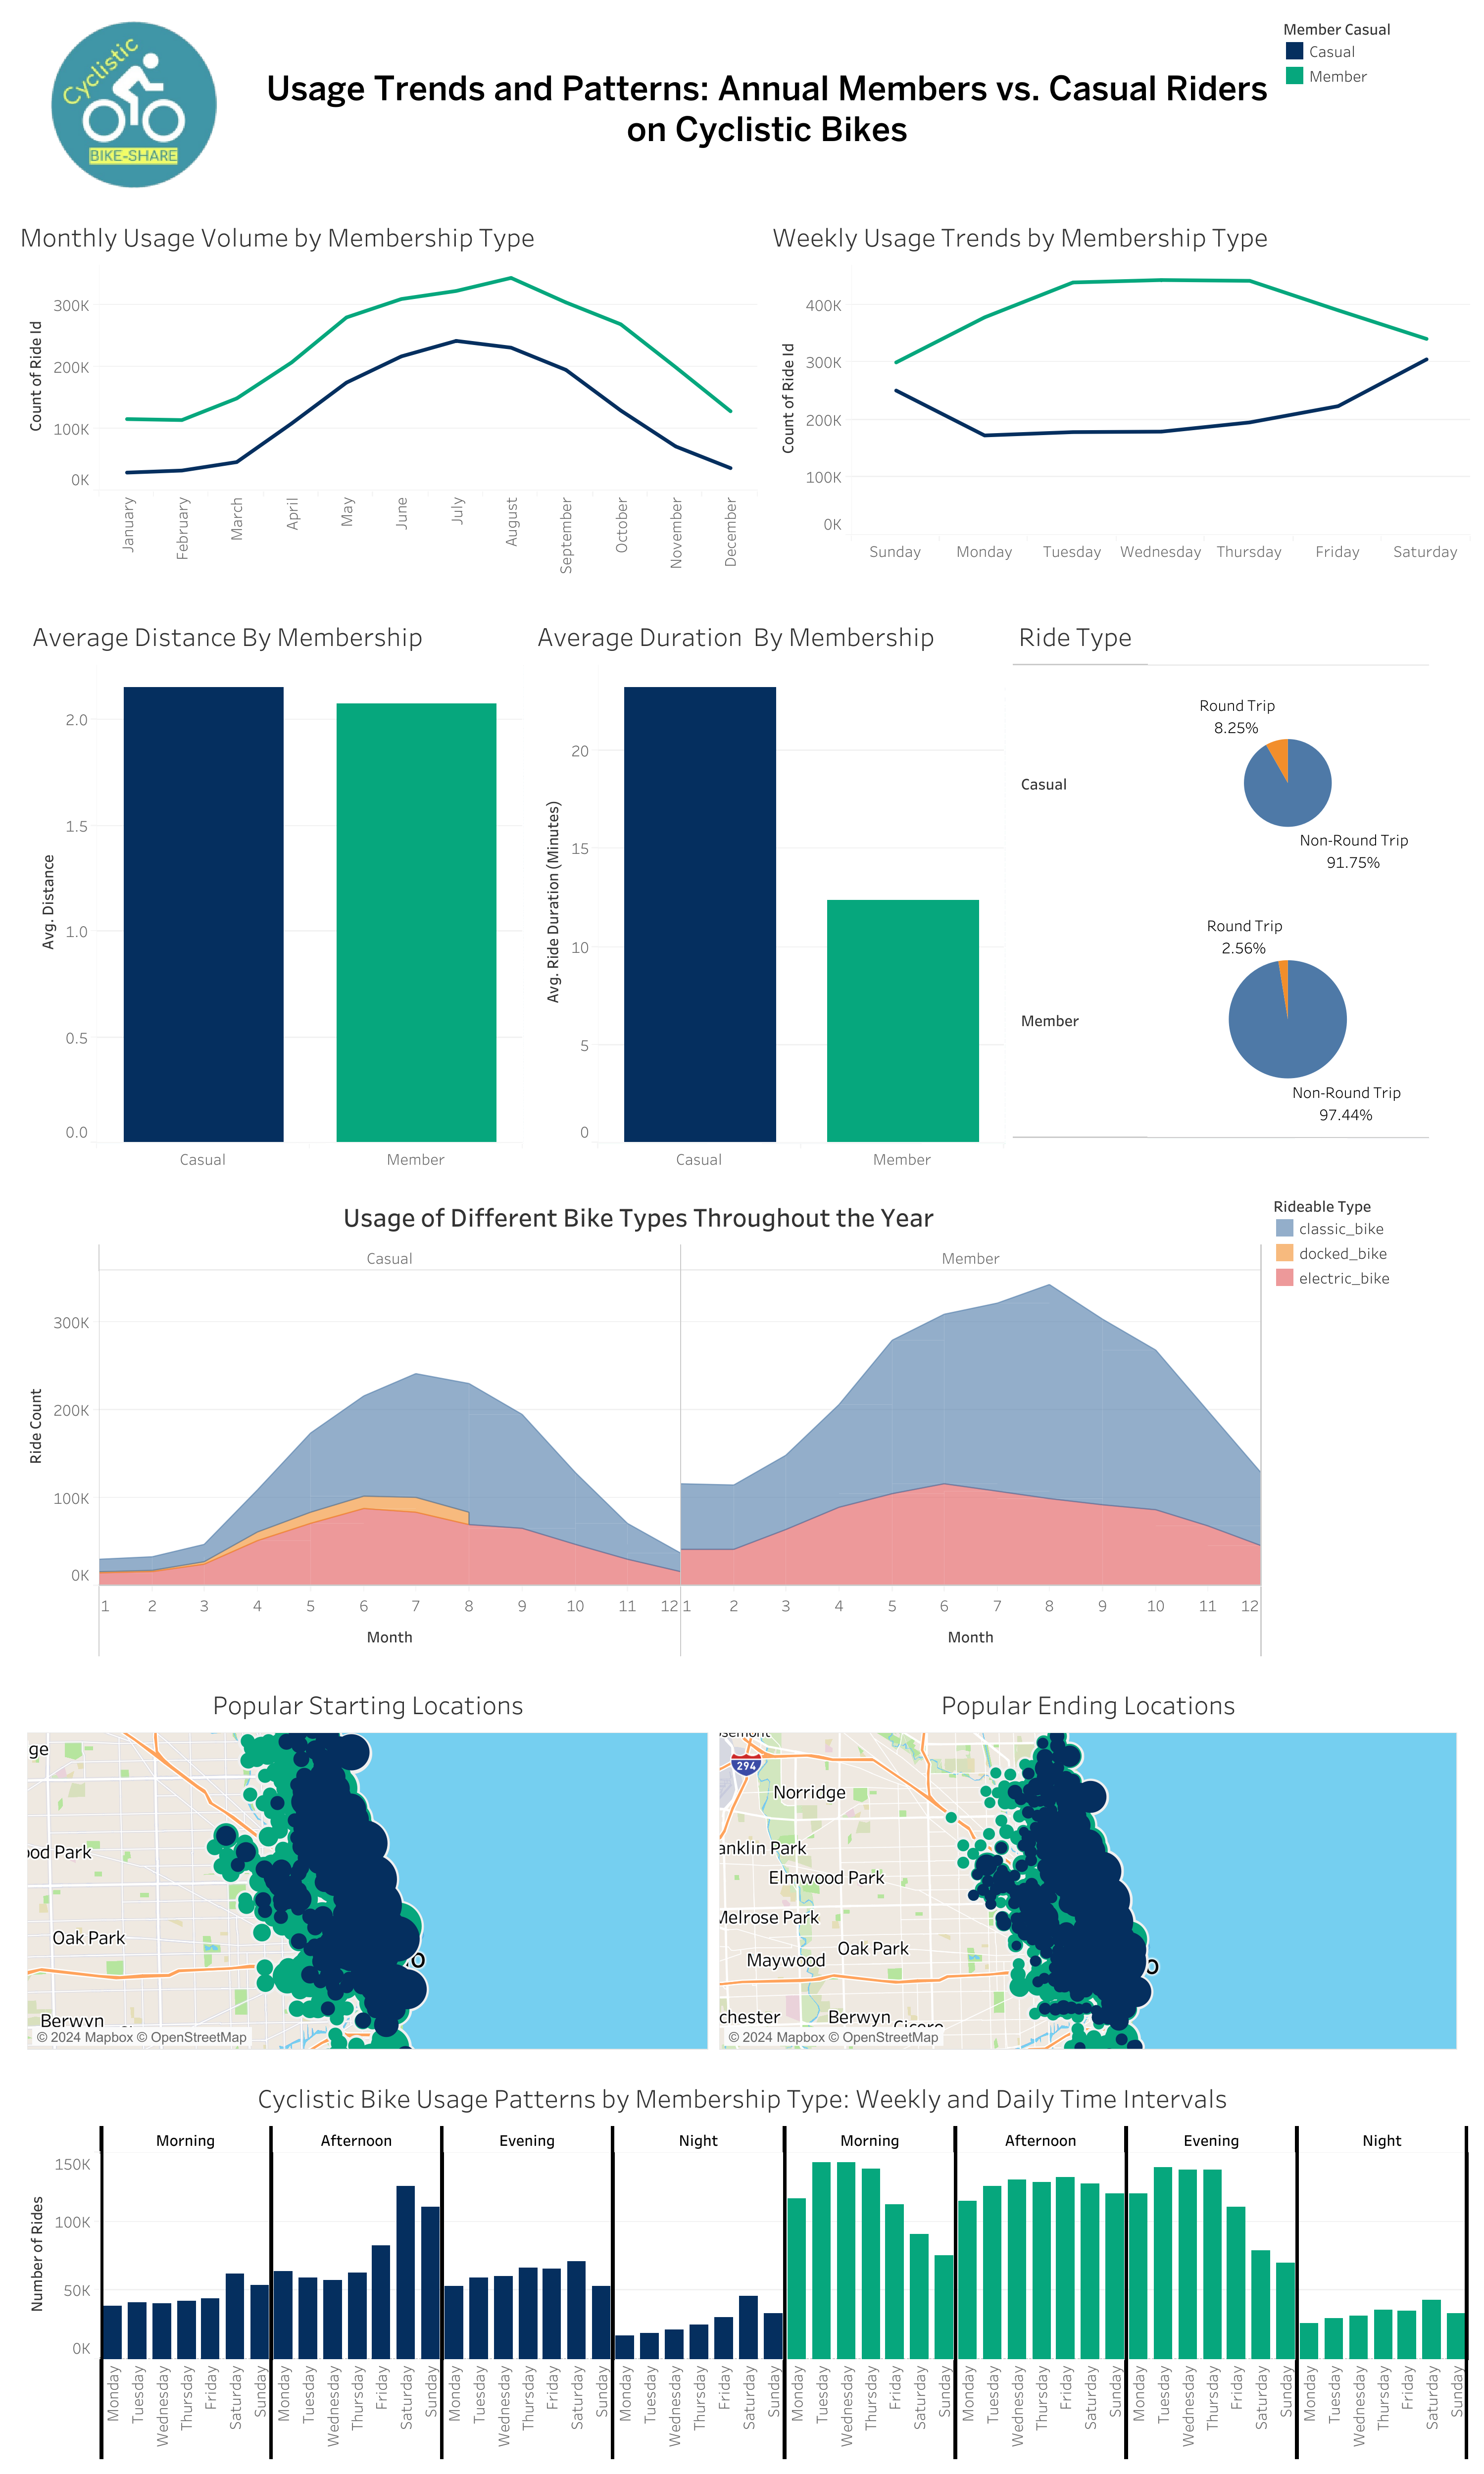 Cyclistic
BIKE-SHARE
Usage Trends and Patterns: Annual Members vs. Casual Riders
on Cyclistic Bikes
Member Casual
Casual
Member
Monthly Usage Volume by Membership Type
Count of Ride Id
300K
200K
100K
0K
January
February
March
April
May
June
July
August
September
October
November
December
Weekly Usage Trends by Membership Type
Count of Ride Id
400K
300K
200K
100K
0K
Sunday Monday Tuesday Wednesday Thursday Friday Saturday
Average Distance By Membership
Avg. Distance
2.0
1.5
1.0
0.5
0.0
Casual Member
Average Duration By Membership
Avg. Ride Duration (Minutes)
20
15
10
5
0
Casual Member
Ride Type
Casual
Round Trip
8.25%
Non-Round Trip
91.75%
Member
Round Trip
2.56%
Non-Round Trip
97.44%
Usage of Different Bike Types Throughout the Year
Rideable Type
classic_bike
docked_bike
electric_bike
Casual Member
Ride Count
300K
200K
100K
0K
1 2 3 4 5 6 7 8 9 10 11 12 1 2 3 4 5 6 7 8 9 10 11 12
Month Month
Popular Starting Locations
ge
ood Park
Oak Park
o
Berwyn
© 2024 Mapbox © OpenStreetMap
Popular Ending Locations
294
Norridge
anklin Park
Elmwood Park
Melrose Park
Oak Park
Maywood
o
chester
Berwyn
Cicero
© 2024 Mapbox © OpenStreetMap
Cyclistic Bike Usage Patterns by Membership Type: Weekly and Daily Time Intervals
Morning Afternoon Evening Night Morning Afternoon Evening Night
Number of Rides
150K
100K
50K
0K
Monday
Tuesday
Wednesday
Thursday
Friday
Saturday
Sunday
Monday
Tuesday
Wednesday
Thursday
Friday
Saturday
Sunday
Monday
Tuesday
Wednesday
Thursday
Friday
Saturday
Sunday
Monday
Tuesday
Wednesday
Thursday
Friday
Saturday
Sunday
Monday
Tuesday
Wednesday
Thursday
Friday
Saturday
Sunday
Monday
Tuesday
Wednesday
Thursday
Friday
Saturday
Sunday
Monday
Tuesday
Wednesday
Thursday
Friday
Saturday
Sunday
Monday
Tuesday
Wednesday
Thursday
Friday
Saturday
Sunday